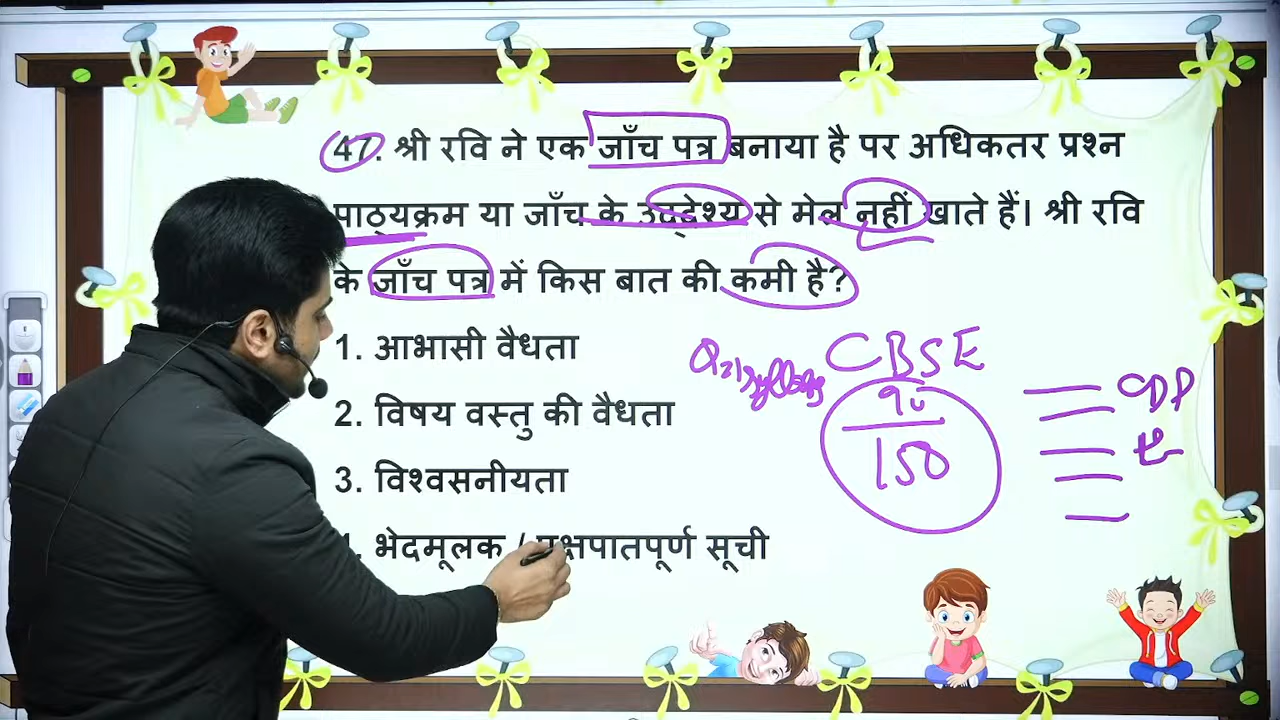 47. श्री रवि ने एक जाँच पत्र बनाया है पर अधिकतर प्रश्न
पाठ्यक्रम या जाँच के उद्देश्य से मेल नहीं खाते हैं। श्री रवि
के जाँच पत्र में किस बात की कमी है?
1. आभासी वैधता
2. विषय वस्तु की वैधता
3. विश्वसनीयता
भेदमूलक / पक्षपातपूर्ण सूची
CBSE
90
150
CDP